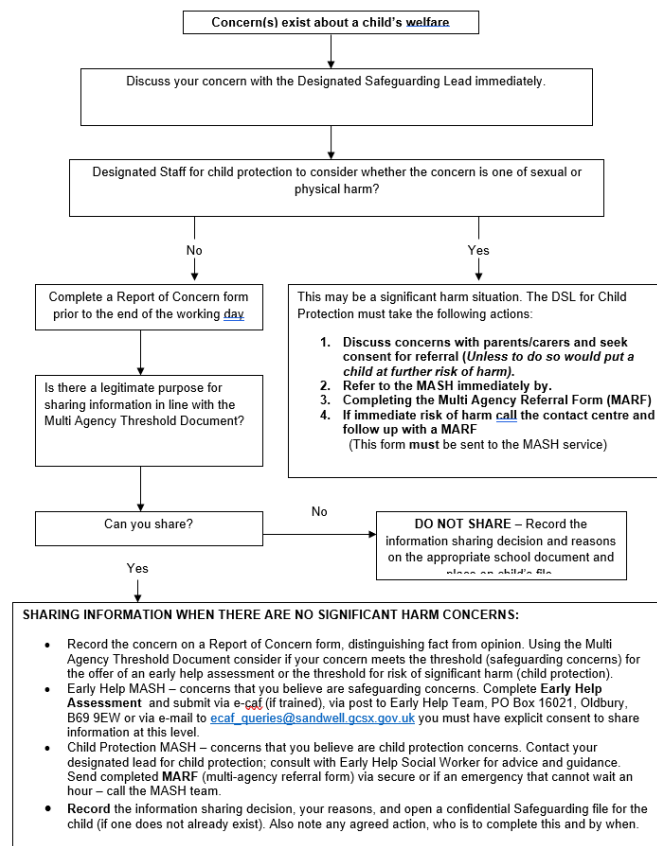 Concern(s) exist about a child's welfare
Discuss your concern with the Designated Safeguarding Lead immediately.
Designated Staff for child protection to consider whether the concern is one of sexual or
physical harm?
No
Yes
Complete a Report of Concern form
prior to the end of the working day
This may be a significant harm situation. The DSL for Child
Protection must take the following actions:
1. Discuss concerns with parents/carers and seek
consent for referral (Unless to do so would put a
child at further risk of harm).
2. Refer to the MASH immediately by.
3. Completing the Multi Agency Referral Form (MARF)
4. If immediate risk of harm call the contact centre and
follow up with a MARF
(This form must be sent to the MASH service)
Is there a legitimate purpose for
sharing information in line with the
Multi Agency Threshold Document?
Can you share?
No
DO NOT SHARE – Record the
information sharing decision and reasons
on the appropriate school document and
place on child's file
Yes
SHARING INFORMATION WHEN THERE ARE NO SIGNIFICANT HARM CONCERNS:
• Record the concern on a Report of Concern form, distinguishing fact from opinion. Using the Multi
Agency Threshold Document consider if your concern meets the threshold (safeguarding concerns) for
the offer of an early help assessment or the threshold for risk of significant harm (child protection).
• Early Help MASH – concerns that you believe are safeguarding concerns. Complete Early Help
Assessment and submit via e-caf (if trained), via post to Early Help Team, PO Box 16021, Oldbury,
B69 9EW or via e-mail to ecaf_queries@sandwell.gcsx.gov.uk you must have explicit consent to share
information at this level.
• Child Protection MASH – concerns that you believe are child protection concerns. Contact your
designated lead for child protection; consult with Early Help Social Worker for advice and guidance.
Send completed MARF (multi-agency referral form) via secure or if an emergency that cannot wait an
hour – call the MASH team.
• Record the information sharing decision, your reasons, and open a confidential Safeguarding file for the
child (if one does not already exist). Also note any agreed action, who is to complete this and by when.